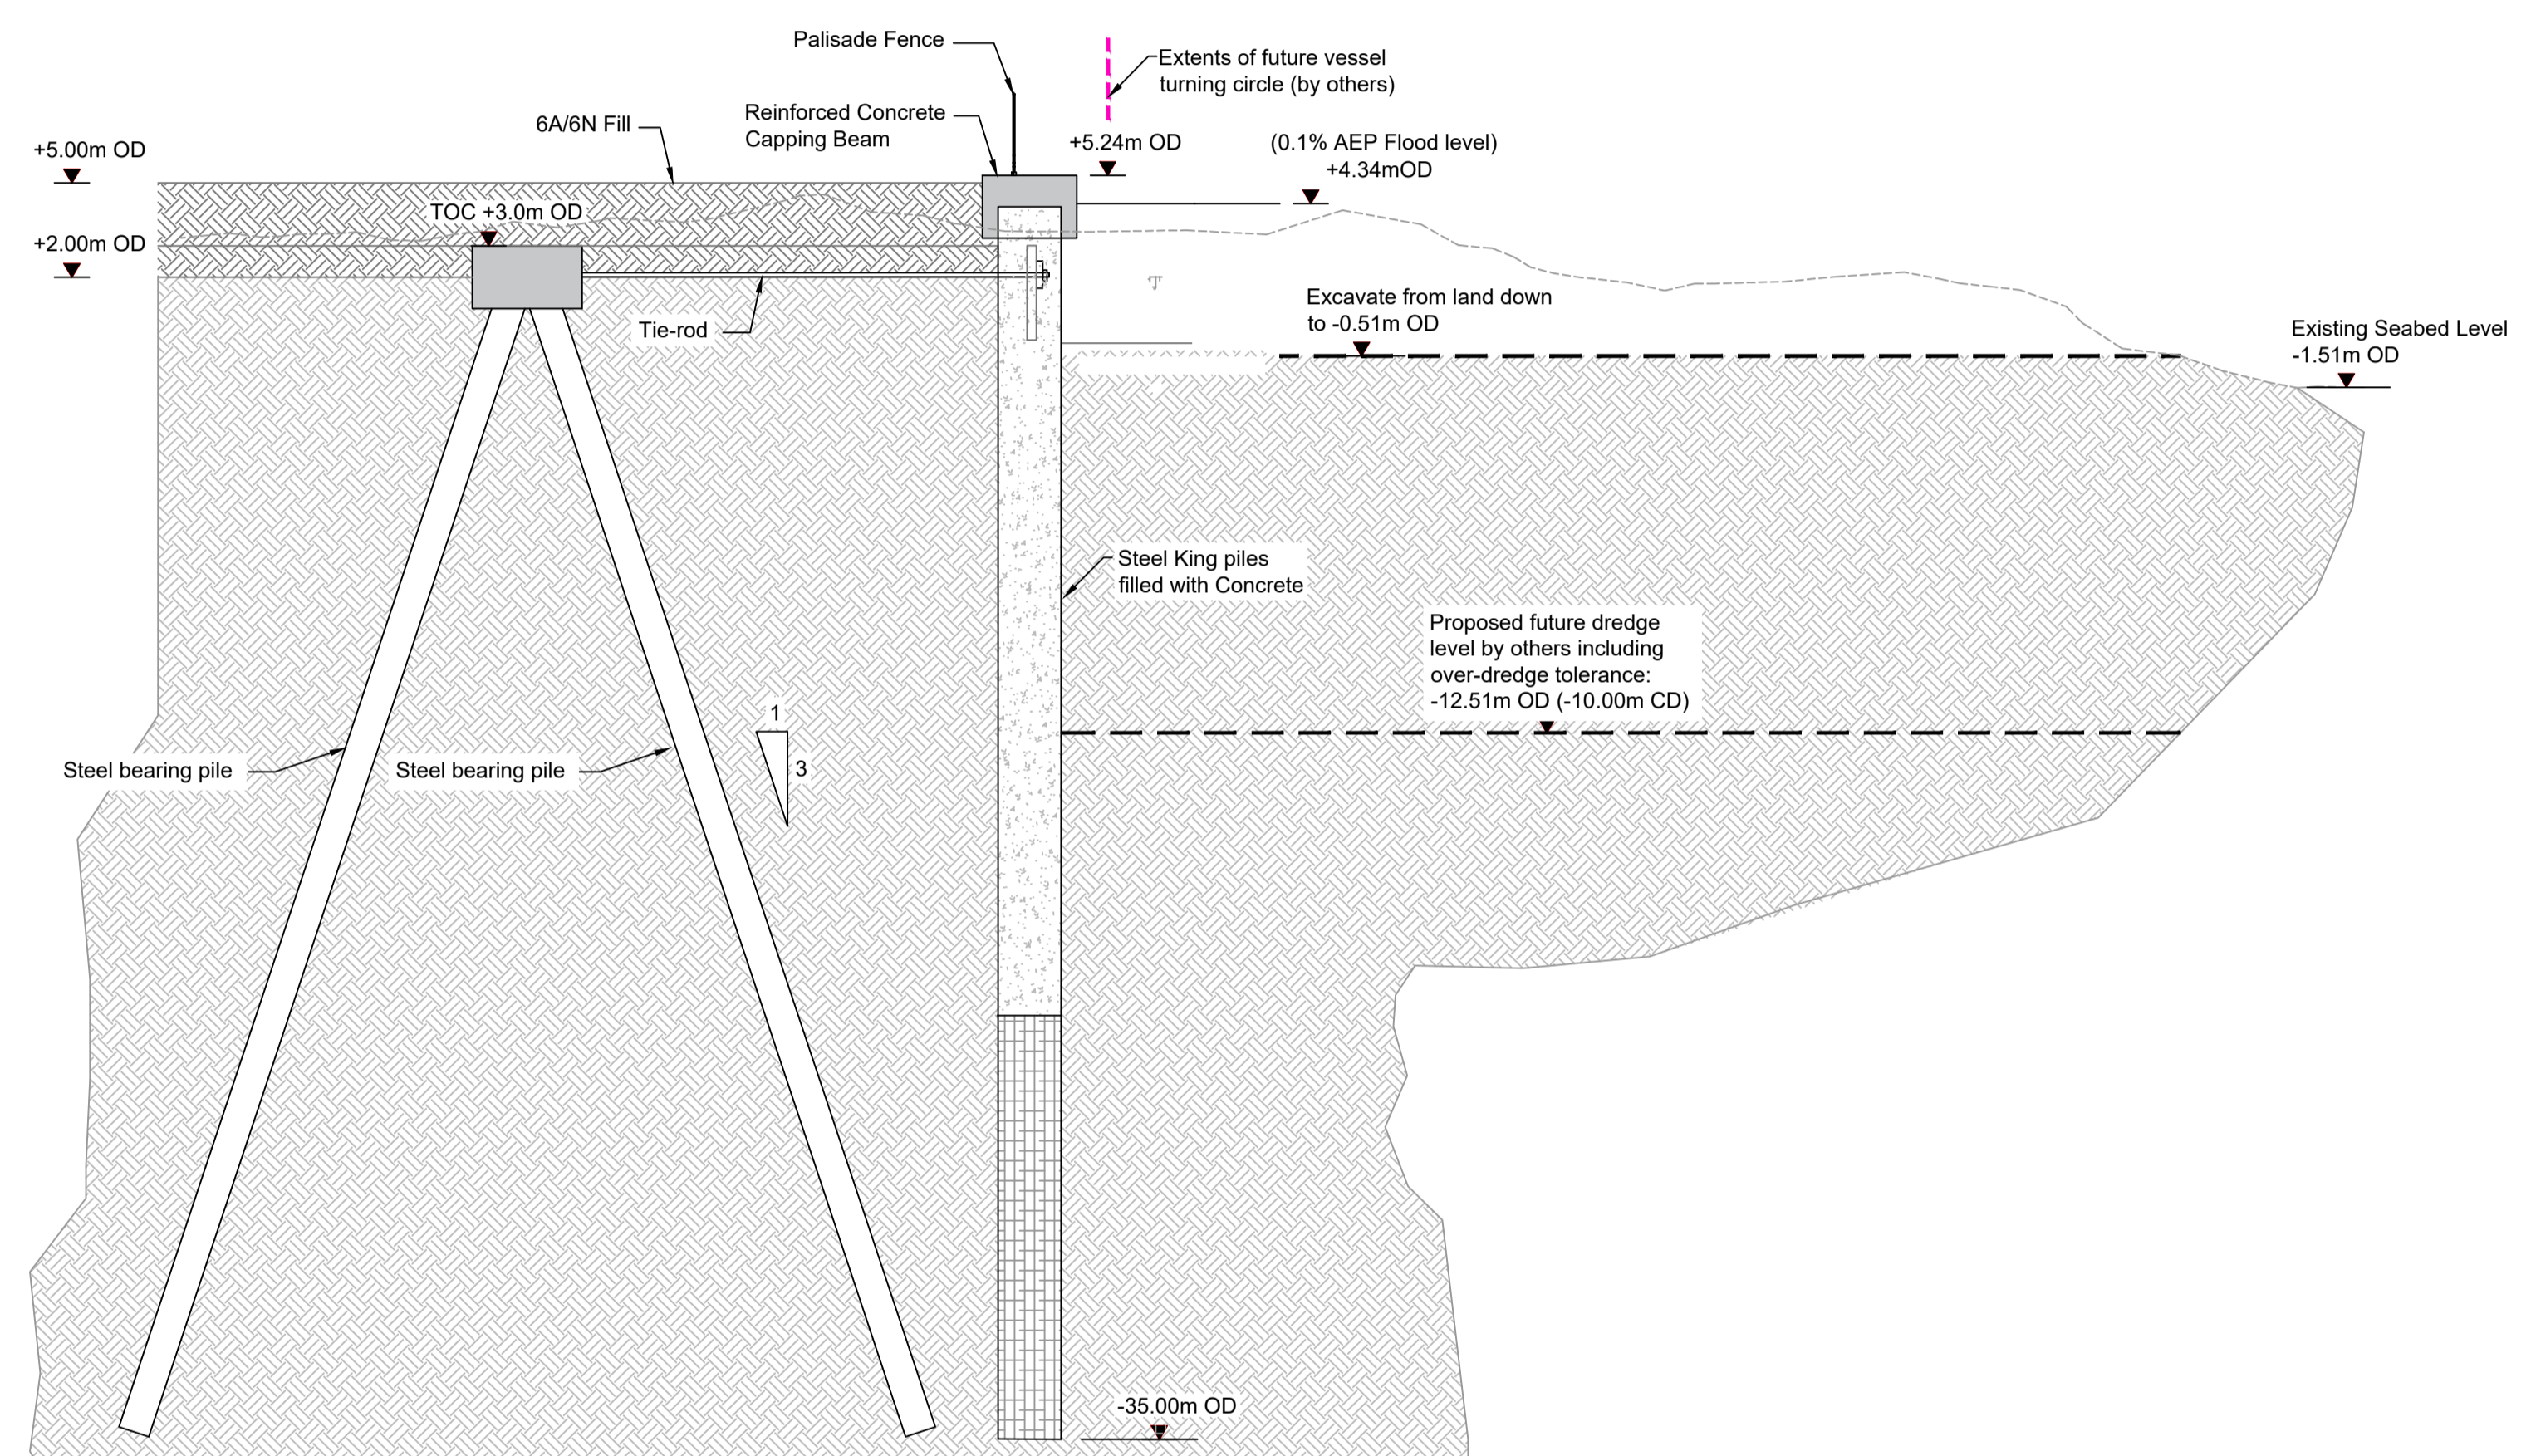 Palisade Fence
Extents of future vessel
turning circle (by others)
Reinforced Concrete
Capping Beam
6A/6N Fill
+5.00m OD
+5.24m OD
(0.1% AEP Flood level)
+4.34mOD
TOC +3.0m OD
+2.00m OD
Tie-rod
Excavate from land down
to -0.51m OD
Existing Seabed Level
-1.51m OD
Steel King piles
filled with Concrete
Proposed future dredge
level by others including
over-dredge tolerance:
-12.51m OD (-10.00m CD)
1
3
Steel bearing pile
Steel bearing pile
-35.00m OD